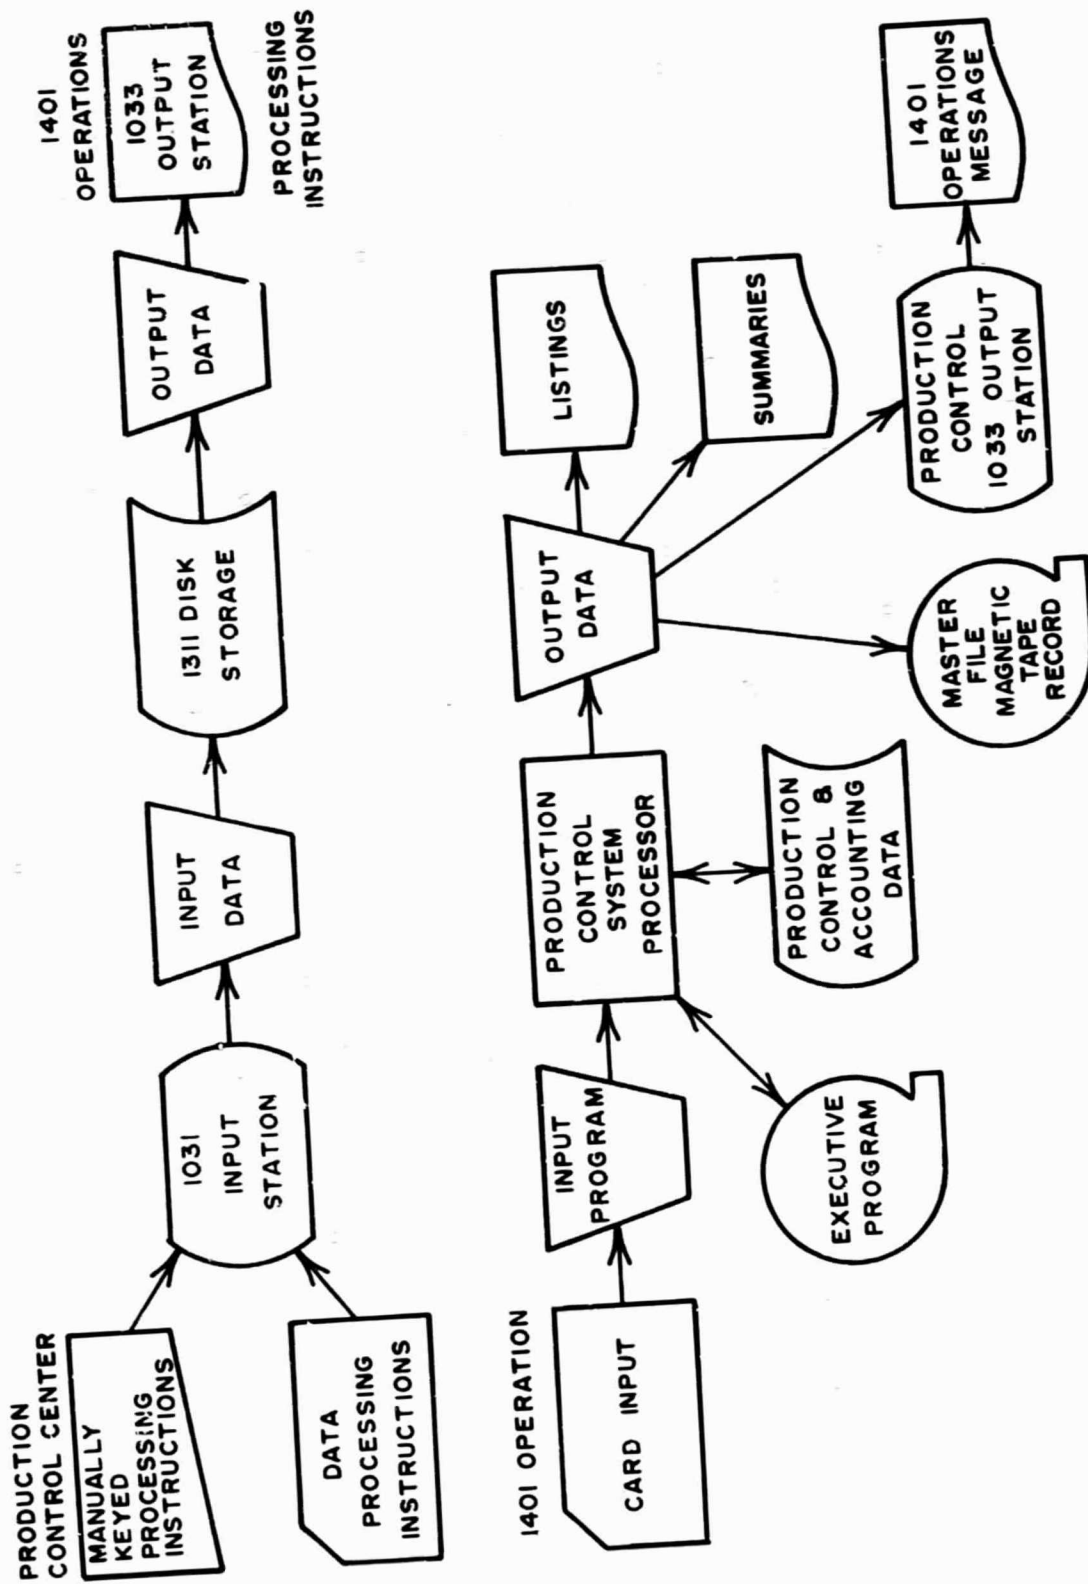 PRODUCTION
CONTROL CENTER
MANUALLY
KEYED
PROCESSING
INSTRUCTIONS
DATA
PROCESSING
INSTRUCTIONS
1031
INPUT
STATION
INPUT
DATA
1311 DISK
STORAGE
OUTPUT
DATA
1401
OPERATIONS
1033
OUTPUT
STATION
PROCESSING
INSTRUCTIONS
1401 OPERATION
CARD INPUT
INPUT
PROGRAM
EXECUTIVE
PROGRAM
PRODUCTION
CONTROL
SYSTEM
PROCESSOR
PRODUCTION
CONTROL &
ACCOUNTING
DATA
OUTPUT
DATA
LISTINGS
SUMMARIES
MASTER
FILE
MAGNETIC
TAPE
RECORD
PRODUCTION
CONTROL
1033 OUTPUT
STATION
1401
OPERATIONS
MESSAGE